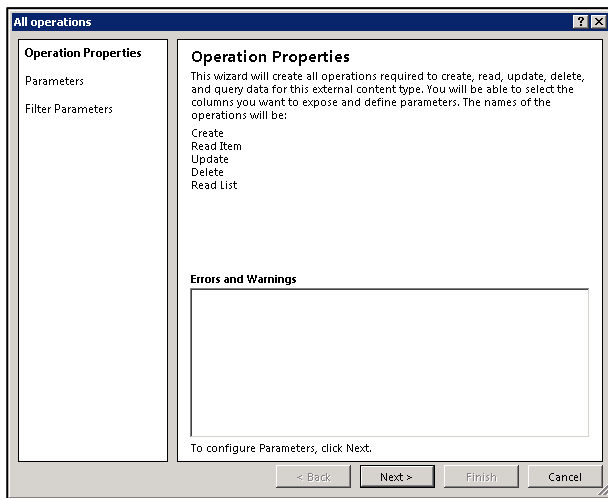 All operations
Operation Properties
Parameters
Filter Parameters
Operation Properties
This wizard will create all operations required to create, read, update, delete,
and query data for this external content type. You will be able to select the
columns you want to expose and define parameters. The names of the
operations will be:
Create
Read Item
Update
Delete
Read List
Errors and Warnings
To configure Parameters, click Next.
< Back
Next >
Finish
Cancel